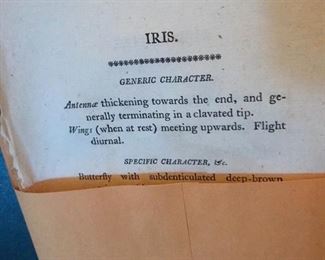 IRIS.
GENERIC CHARACTER.
Antennæ thickening towards the end, and ge-
nerally terminating in a clavated tip.
Wings (when at rest) meeting upwards. Flight
diurnal.
SPECIFIC CHARACTER, &c.
Butterfly with subdenticulated deep-brown